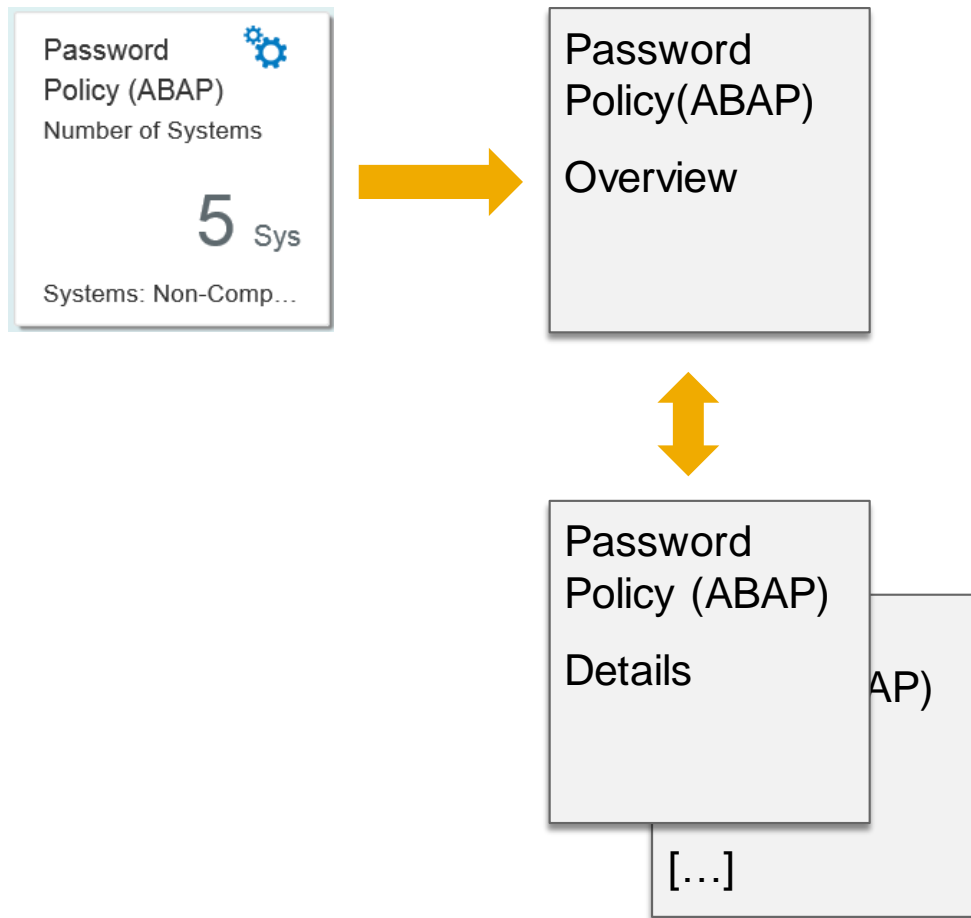 Password
Policy (ABAP)
Number of Systems
5 Sys
Systems: Non-Comp...
Password
Policy(ABAP)
Overview
Password
Policy (ABAP)
Details
AP)
[...]